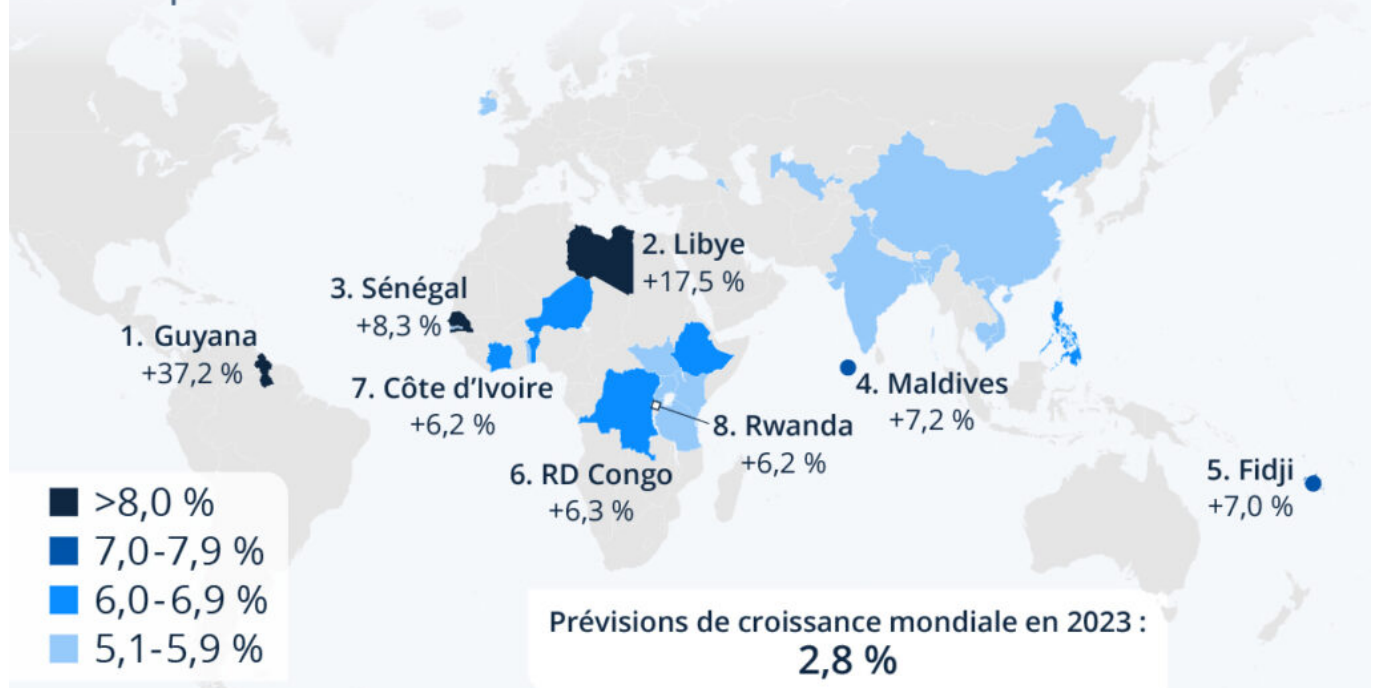 2. Libye
+17,5 %
3. Sénégal
+8,3 %
1. Guyana
+37,2 %
7. Côte d’Ivoire
+6,2 %
4. Maldives
+7,2 %
8. Rwanda
+6,2 %
6. RD Congo
+6,3 %
5. Fidji
+7,0 %
>8,0 %
7,0-7,9 %
6,0-6,9 %
5,1-5,9 %
Prévisions de croissance mondiale en 2023 :
2,8 %